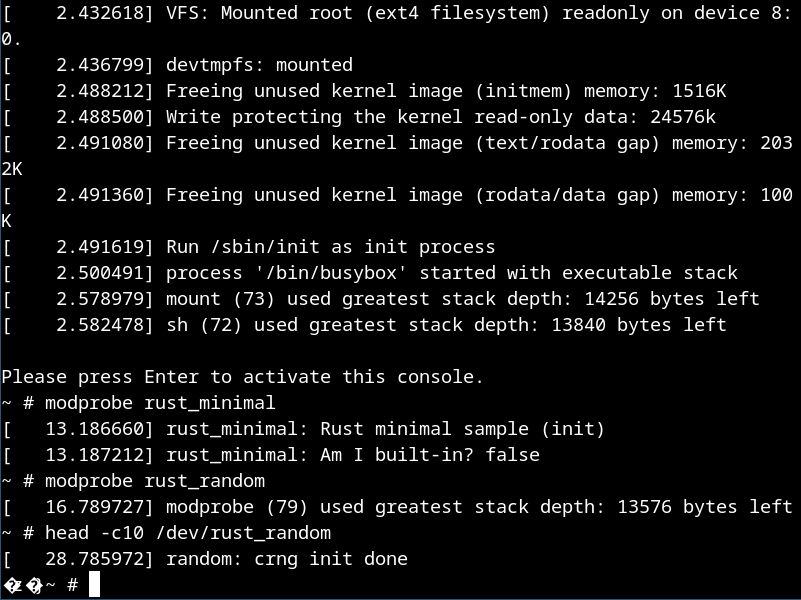 [    2.432618] VFS: Mounted root (ext4 filesystem) readonly on device 8:
0.
[    2.436799] devtmpfs: mounted
[    2.488212] Freeing unused kernel image (initmem) memory: 1516K
[    2.488500] Write protecting the kernel read-only data: 24576k
[    2.491080] Freeing unused kernel image (text/rodata gap) memory: 203
2K
[    2.491360] Freeing unused kernel image (rodata/data gap) memory: 100
K
[    2.491619] Run /sbin/init as init process
[    2.500491] process '/bin/busybox' started with executable stack
[    2.578979] mount (73) used greatest stack depth: 14256 bytes left
[    2.582478] sh (72) used greatest stack depth: 13840 bytes left
Please press Enter to activate this console.
~ # modprobe rust_minimal
[   13.186660] rust_minimal: Rust minimal sample (init)
[   13.187212] rust_minimal: Am I built-in? false
~ # modprobe rust_random
[   16.789727] modprobe (79) used greatest stack depth: 13576 bytes left
~ # head -c10 /dev/rust_random
[   28.785972] random: crng init done
~ #